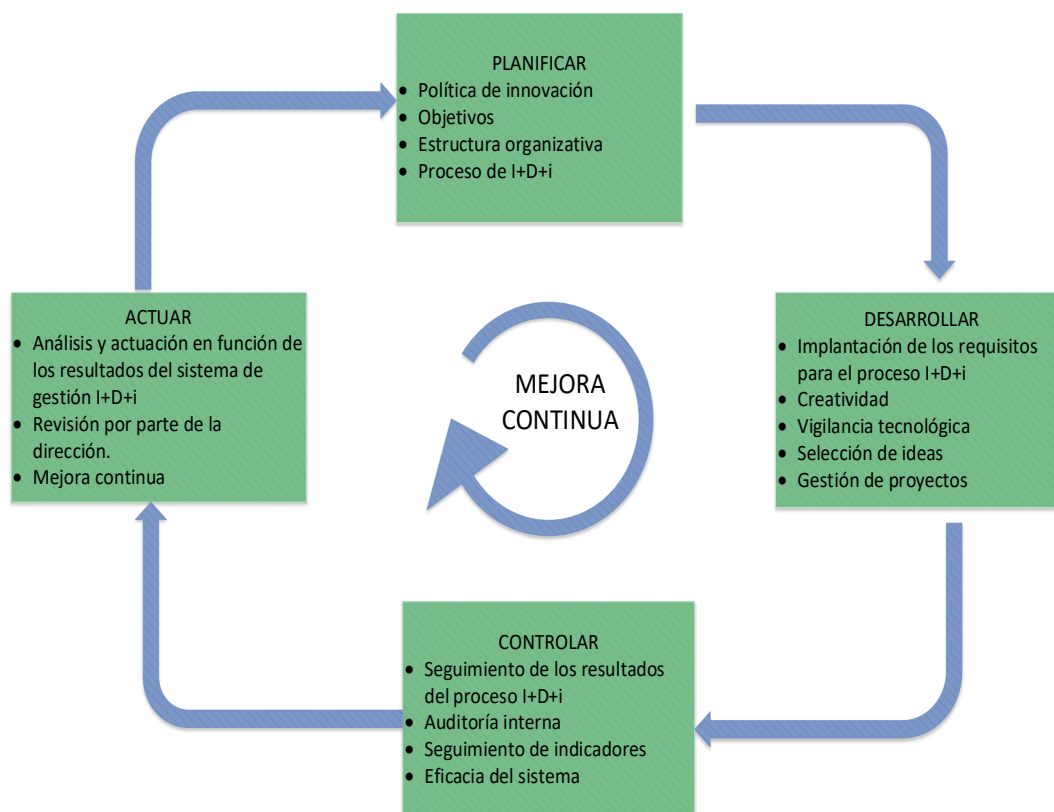 PLANIFICAR
• Política de innovación
• Objetivos
• Estructura organizativa
• Proceso de I+D+i
DESARROLLAR
• Implantación de los requisitos
para el proceso I+D+i
• Creatividad
• Vigilancia tecnológica
• Selección de ideas
• Gestión de proyectos
CONTROLAR
• Seguimiento de los resultados
del proceso I+D+i
• Auditoría interna
• Seguimiento de indicadores
• Eficacia del sistema
ACTUAR
• Análisis y actuación en función de
los resultados del sistema de
gestión I+D+i
• Revisión por parte de la
dirección.
• Mejora continua
MEJORA
CONTINUA